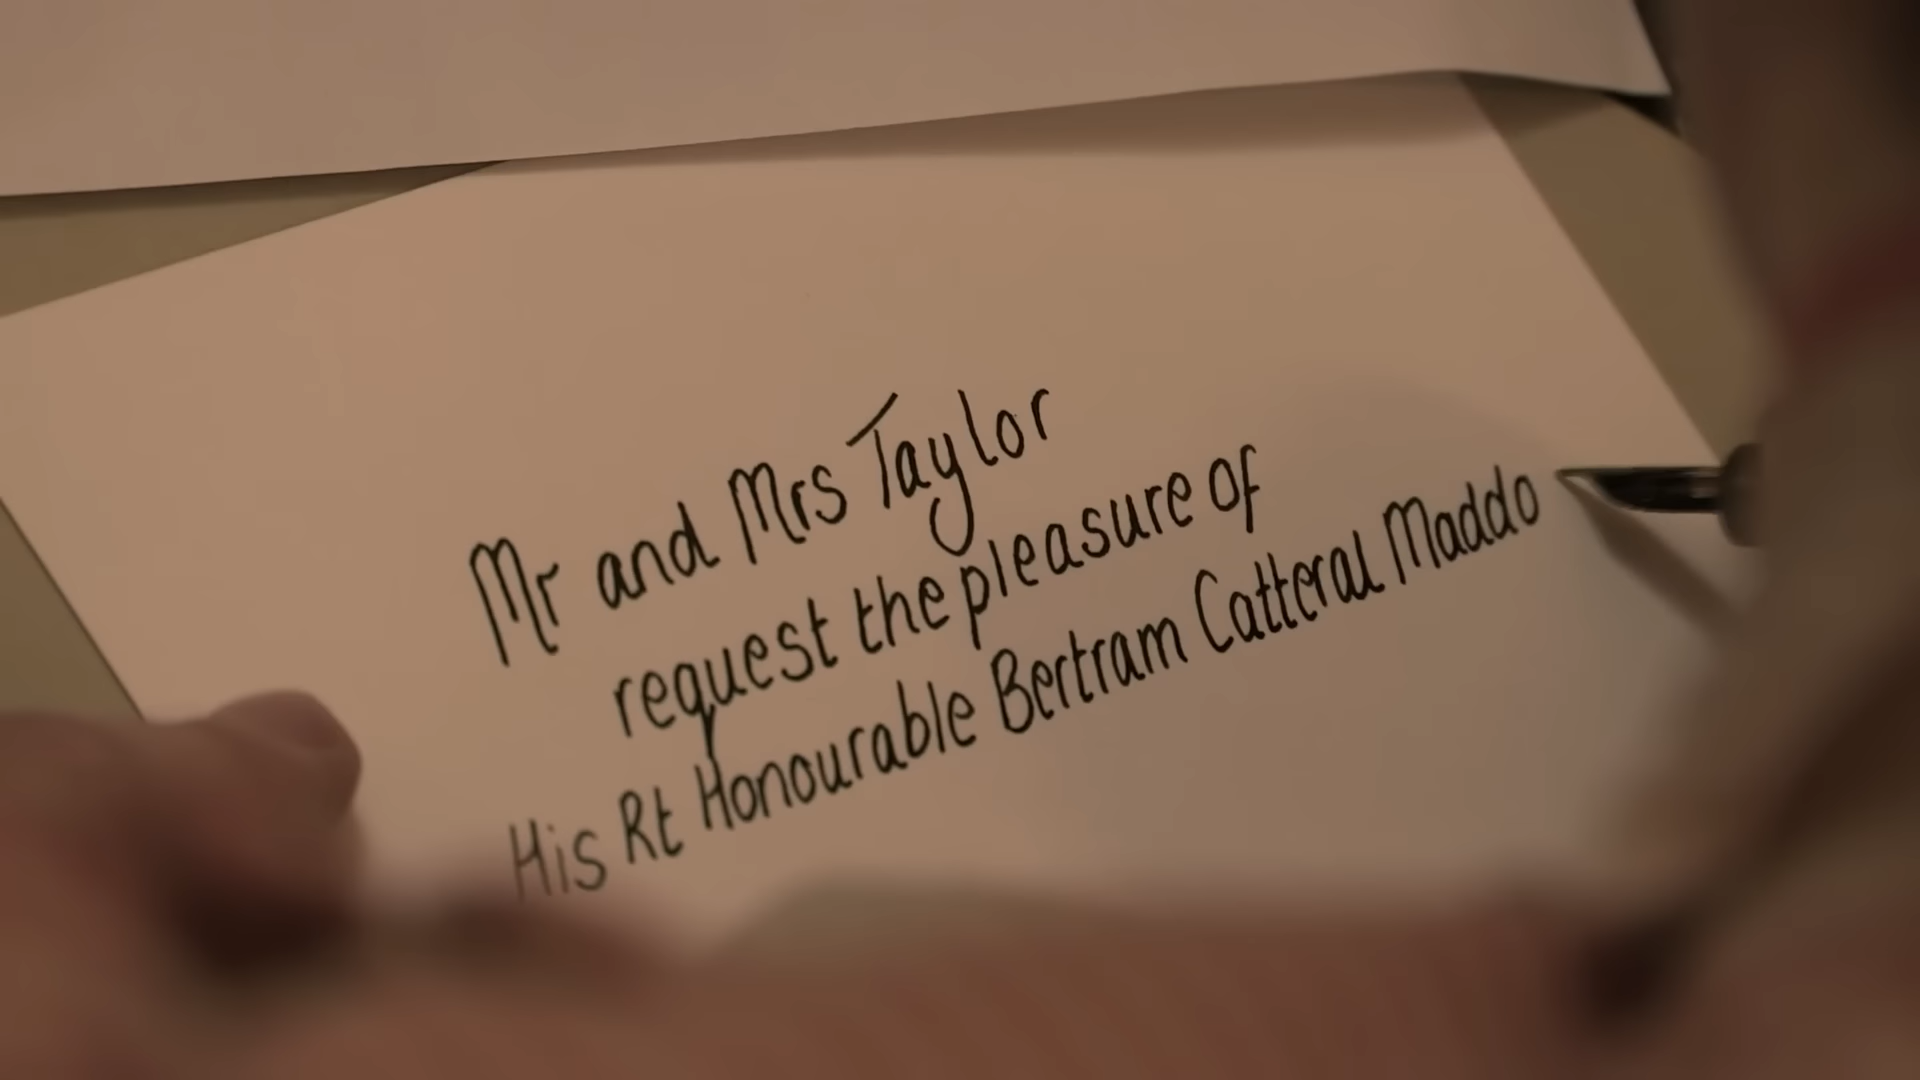 Mr and Mrs Taylor
request the pleasure of
His Rt Honourable Bertram Catteral Maddo